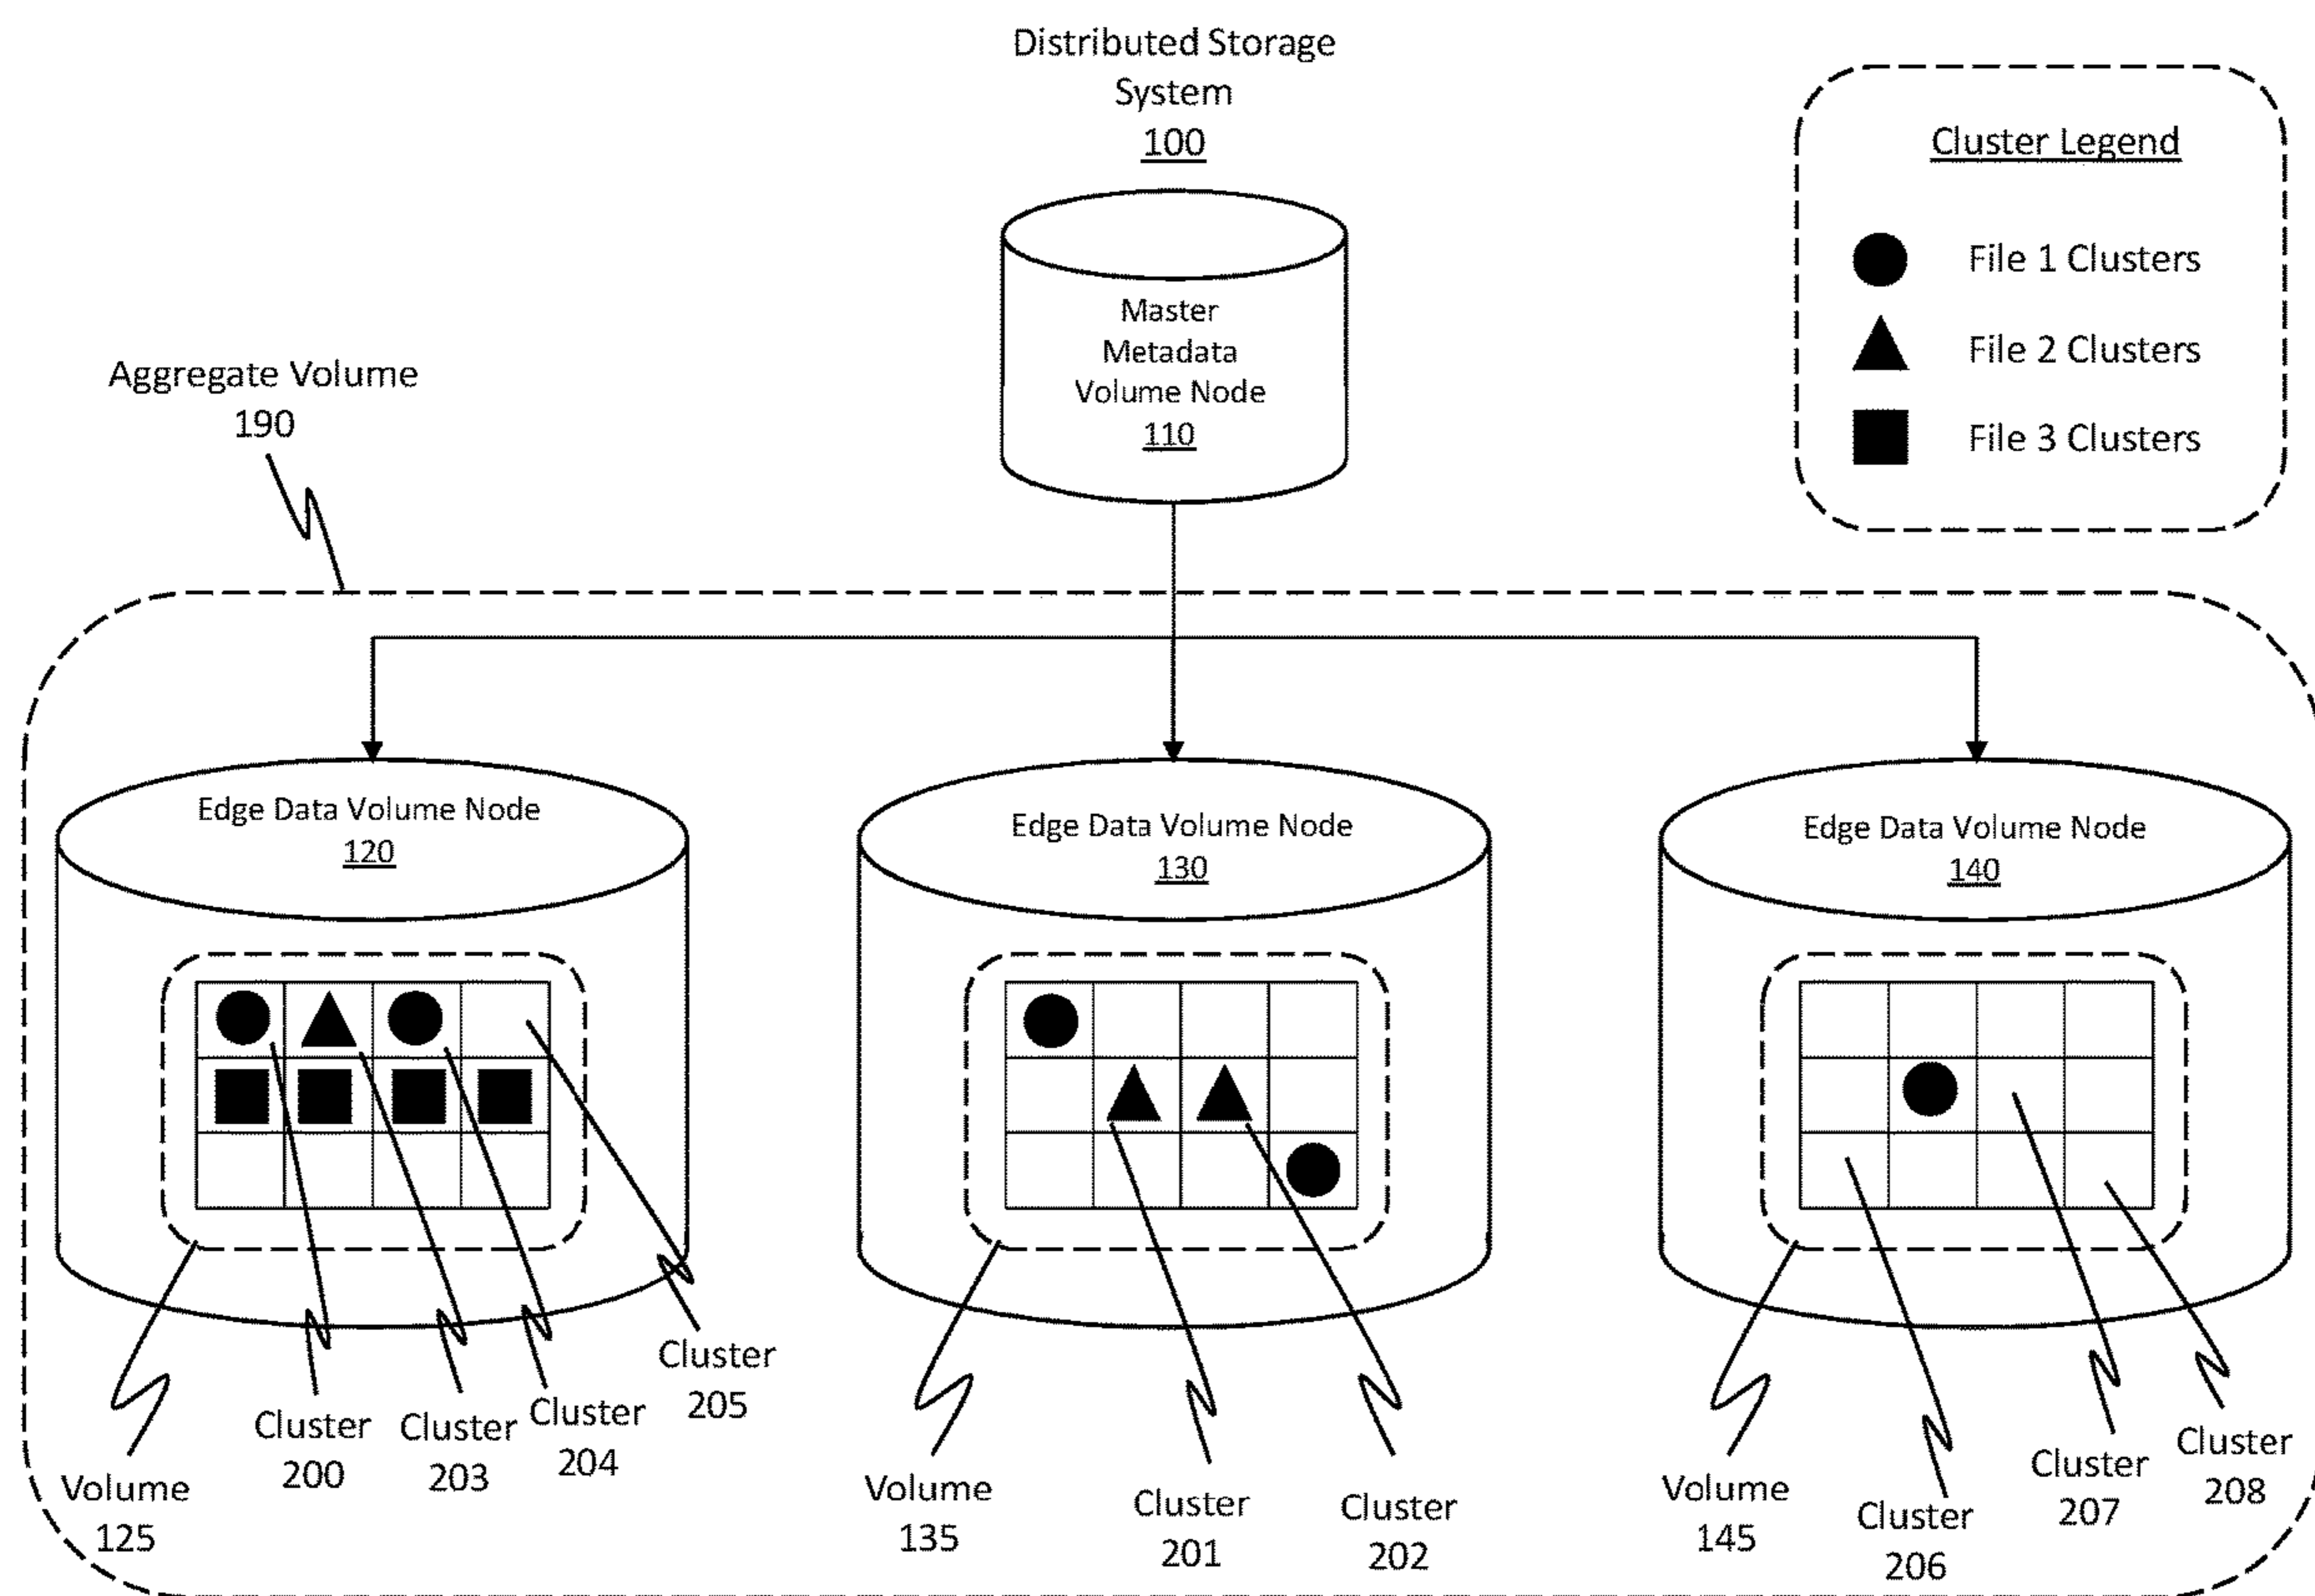 Distributed Storage
System
100
Cluster Legend
File 1 Clusters
File 2 Clusters
File 3 Clusters
Master
Metadata
Volume Node
110
Aggregate Volume
190
Edge Data Volume Node
120
Edge Data Volume Node
130
Edge Data Volume Node
140
Volume
125
Cluster
200
Cluster
203
Cluster
204
Cluster
205
Volume
135
Cluster
201
Cluster
202
Volume
145
Cluster
206
Cluster
207
Cluster
208